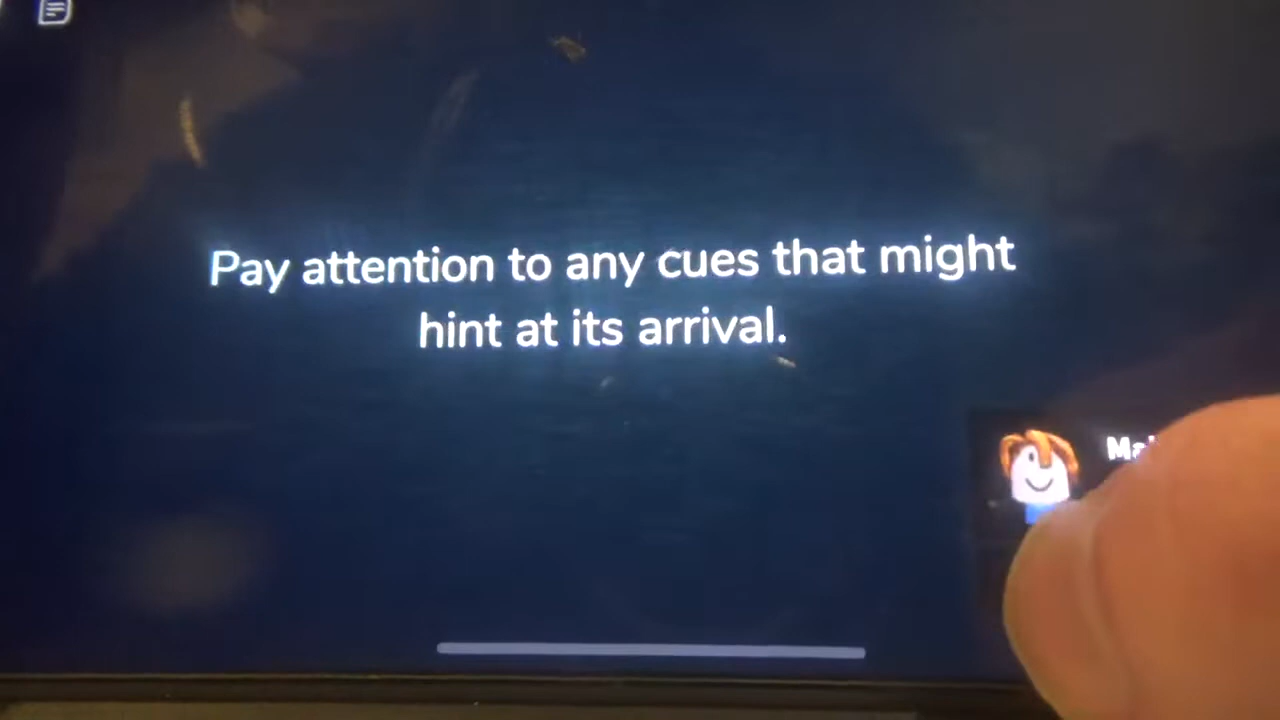 Pay attention to any cues that might
hint at its arrival.